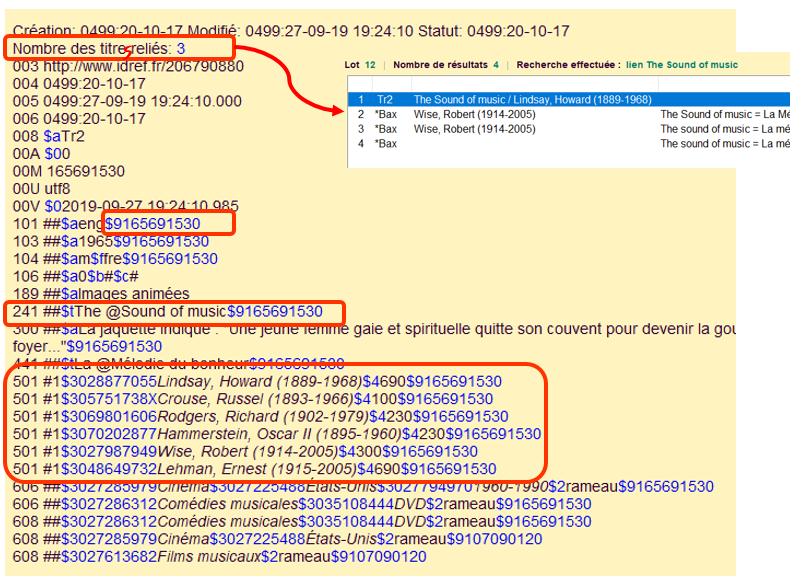 Création: 0499:20-10-17 Modifié: 0499:27-09-19 19:24:10 Statut: 0499:20-10-17
Nombre des titre reliés: 3
003 http://www.idref.fr/206790880
004 0499:20-10-17
005 0499:27-09-19 19:24:10.000
006 0499:20-10-17
008 $aTr2
00A $00
00M 165691530
00U utf8
00V $02019-09-27 19:24:10.985
101 ##$aeng$9165691530
103 ##$a1965$9165691530
104 ##$am$ffre$9165691530
106 ##$a0$b#$c#
189 ##$aImages animées
241 ##$tThe @Sound of music$9165691530
300 ##$aLa jaquette indique : "Une jeune femme gaie et spirituelle quitte son couvent pour devenir la gou
foyer..."$9165691530
441 ##$tLa @Mélodie du bonheur$9165691530
501 #1$3028877055Lindsay, Howard (1889-1968)$4690$9165691530
501 #1$305751738XCrouse, Russel (1893-1966)$4100$9165691530
501 #1$3069801606Rodgers, Richard (1902-1979)$4230$9165691530
501 #1$3070202877Hammerstein, Oscar II (1895-1960)$4230$9165691530
501 #1$3027987949Wise, Robert (1914-2005)$4300$9165691530
501 #1$3048649732Lehman, Ernest (1915-2005)$4690$9165691530
606 ##$3027285979Cinéma$3027225488États-Unis$30277949701960-1990$2rameau$9165691530
606 ##$3027286312Comédies musicales$3035108444DVD$2rameau$9165691530
608 ##$3027286312Comédies musicales$3035108444DVD$2rameau$9165691530
608 ##$3027285979Cinéma$3027225488États-Unis$2rameau$9107090120
608 ##$3027613682Films musicaux$2rameau$9107090120
Lot 12 | Nombre de résultats 4 | Recherche effectuée : lien The Sound of music
1 Tr2 The Sound of music / Lindsay, Howard (1889-1968)
2 *Bax Wise, Robert (1914-2005) The Sound of music = La Mé
3 *Bax Wise, Robert (1914-2005) The Sound of music = La mé
4 *Bax The sound of music = La mé